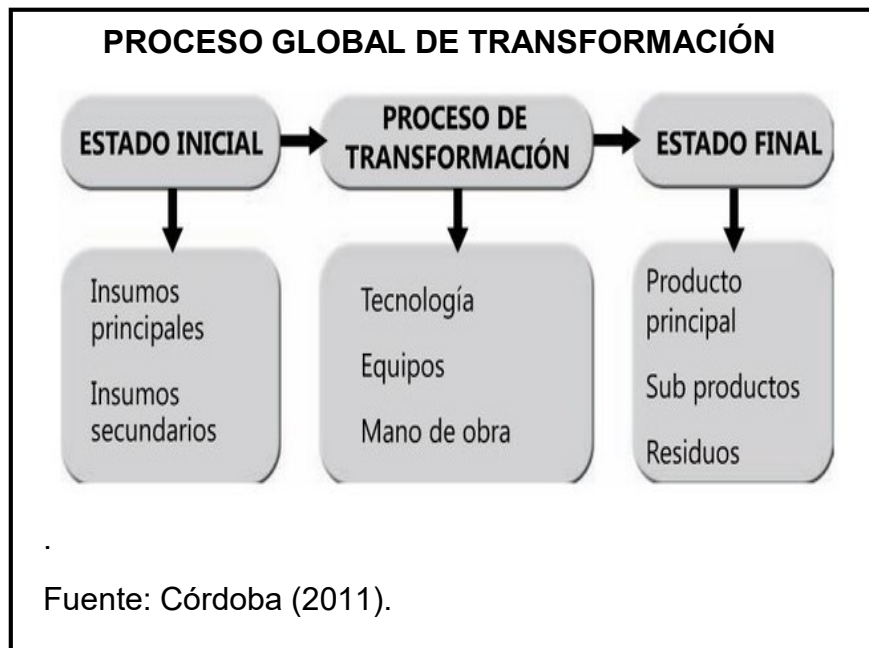 PROCESO GLOBAL DE TRANSFORMACIÓN
ESTADO INICIAL
PROCESO DE
TRANSFORMACIÓN
ESTADO FINAL
Insumos
principales
Insumos
secundarios
Tecnología
Equipos
Mano de obra
Producto
principal
Sub productos
Residuos
.
Fuente: Córdoba (2011).